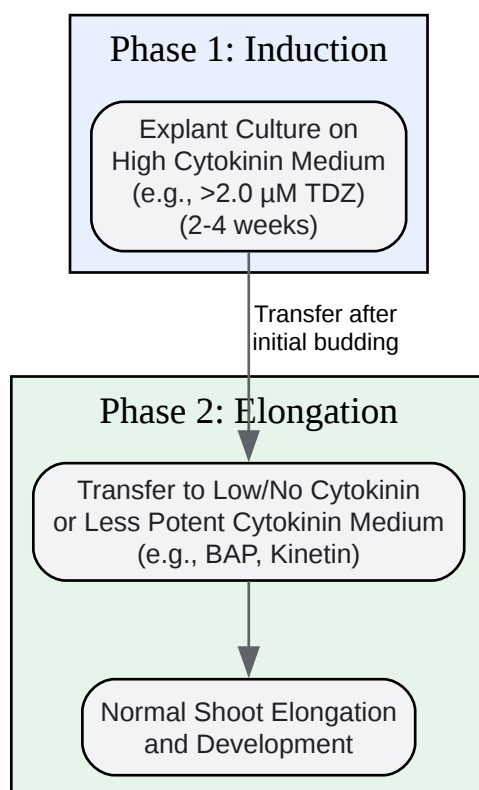 Phase 1: Induction
Explant Culture on
High Cytokinin Medium
(e.g., >2.0 µM TDZ)
(2-4 weeks)
Transfer after
initial budding
Phase 2: Elongation
Transfer to Low/No Cytokinin
or Less Potent Cytokinin Medium
(e.g., BAP, Kinetin)
Normal Shoot Elongation
and Development